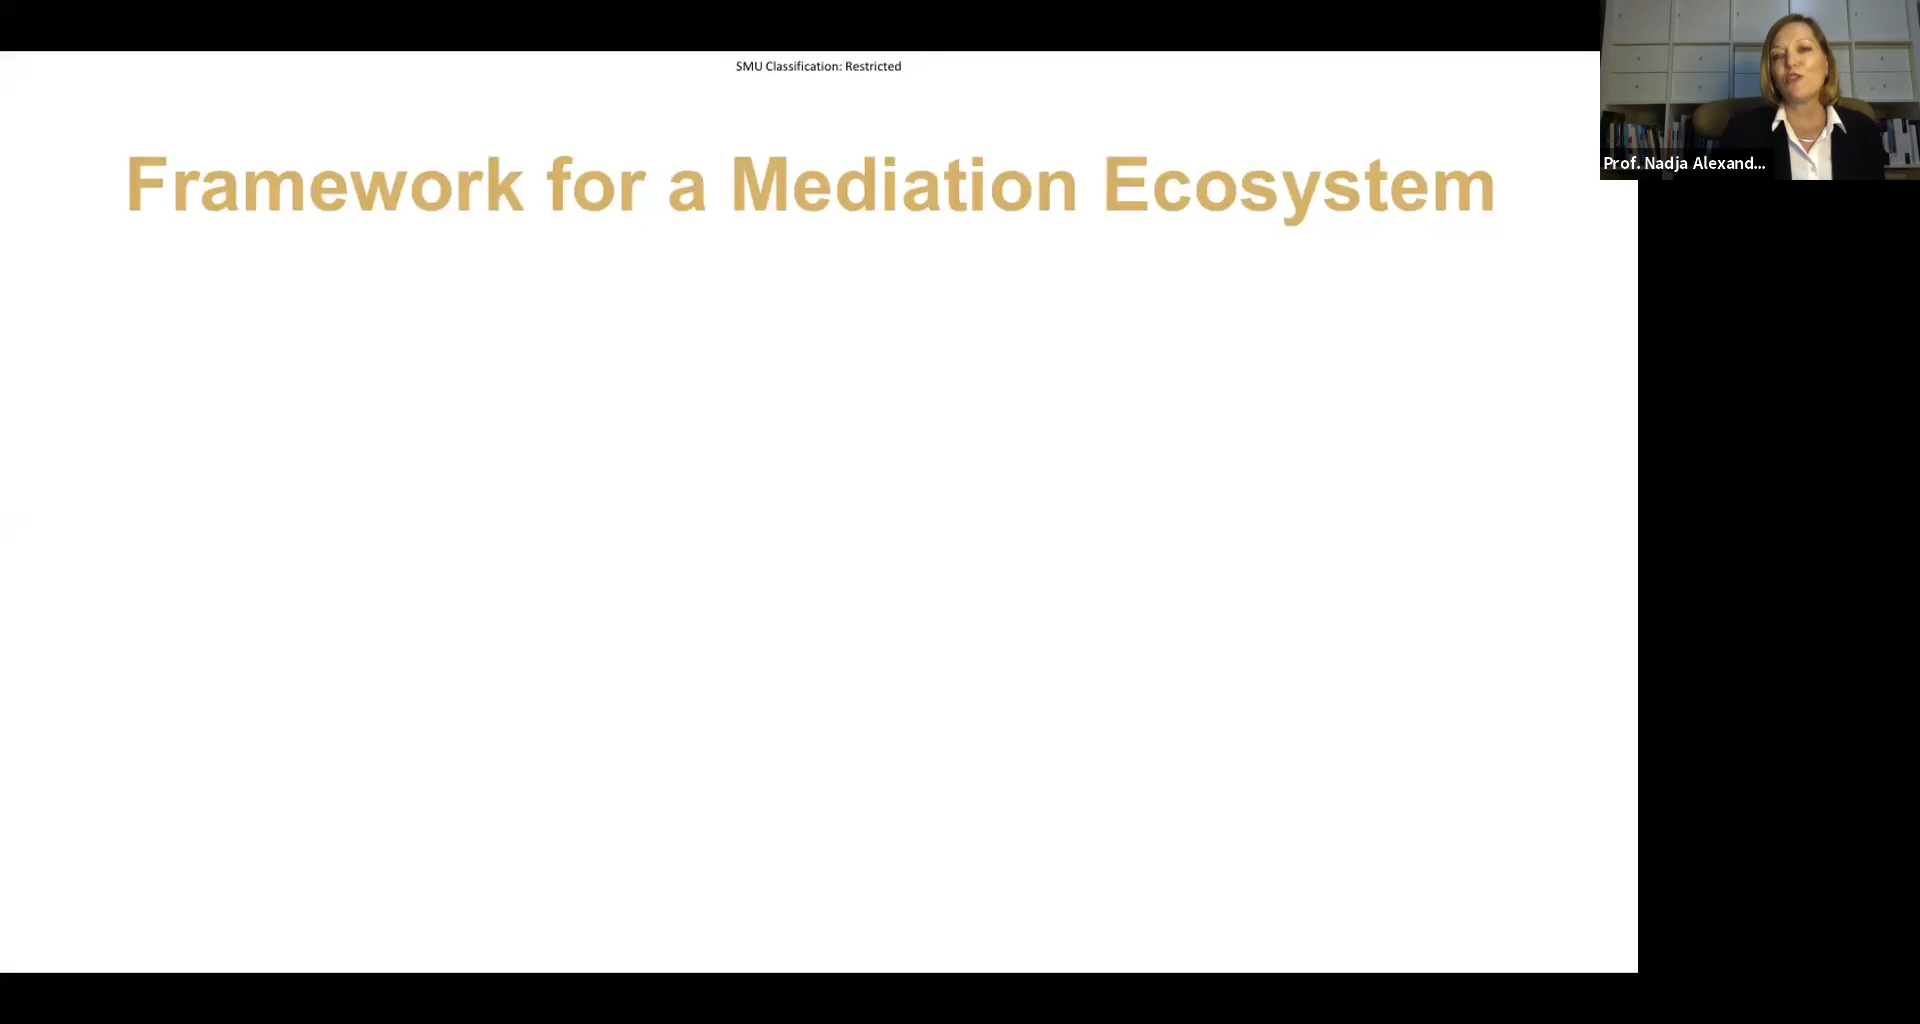 SMU Classification: Restricted
Framework for a Mediation Ecosystem
Prof. Nadja Alexand...